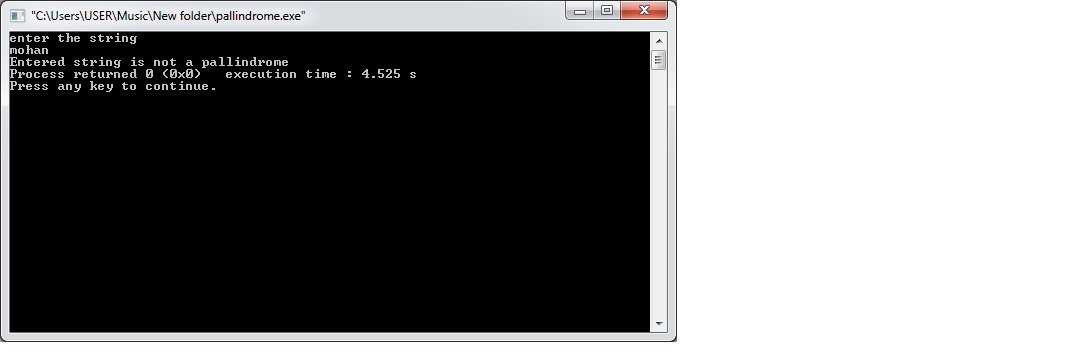 "C:\Users\USER\Music\New folder\pallindrome.exe"
enter the string
mohan
Entered string is not a pallindrome
Process returned 0 (0x0)   execution time : 4.525 s
Press any key to continue.